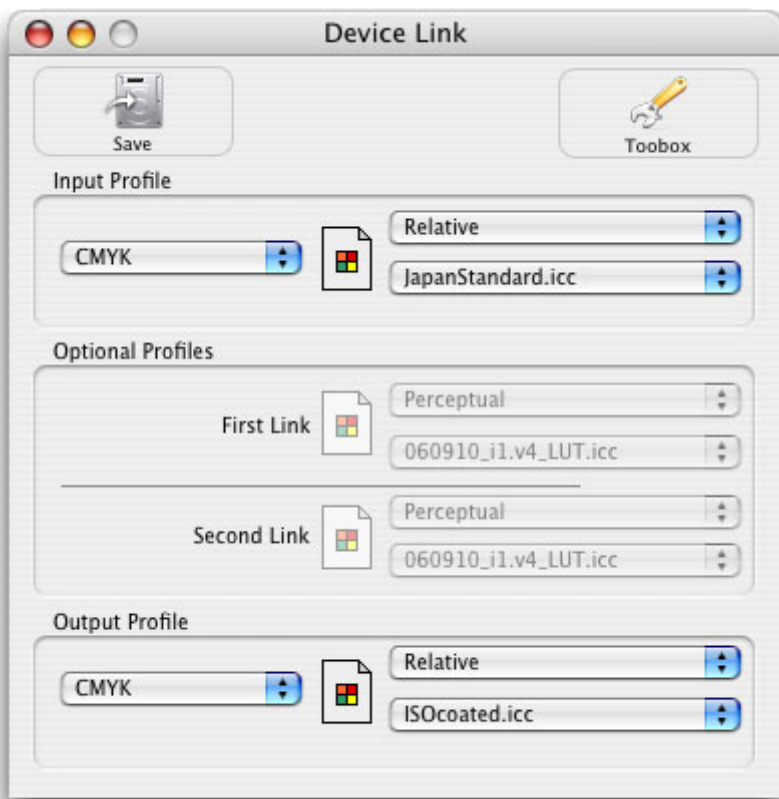 Device Link
Save
Toobox
Input Profile
CMYK
Relative
JapanStandard.icc
Optional Profiles
First Link
Perceptual
060910_i1.v4_LUT.icc
Second Link
Perceptual
060910_i1.v4_LUT.icc
Output Profile
CMYK
Relative
ISOcoated.icc